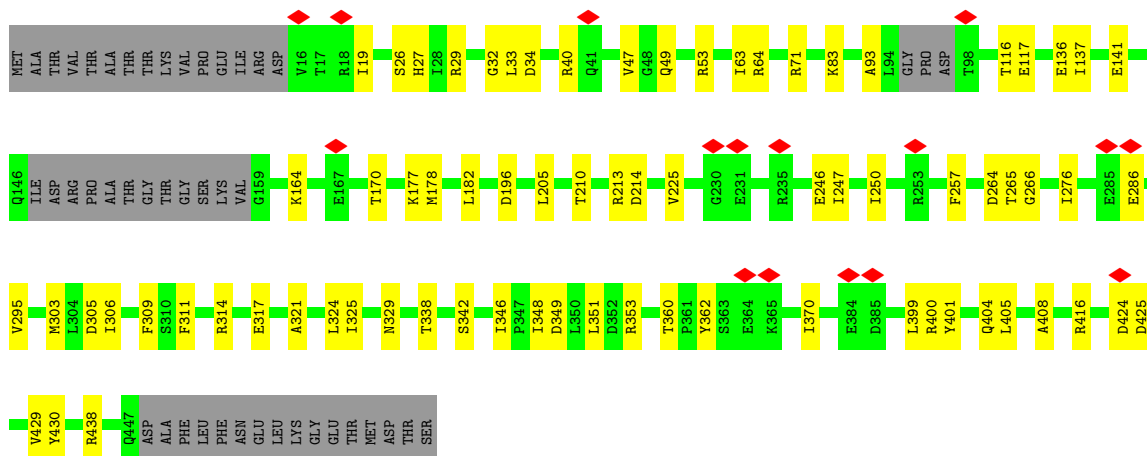 MET ALA THR VAL THR ALA ALA THR THR LYS VAL PRO GLU ILE ARG ASP V16 T17 R18 I19 S26 H27 I28 R29 G32 L33 D34 R40 Q41 V47 G48 Q49 R53 I63 R64 R71 K83 A93 L94 GLY PRO ASP T98 T116 E117 E136 I137 E141
Q146 ILE ASP ARG PRO ALA THR GLY THR GLY SER LYS VAL G159 K164 E167 T170 K177 M178 L182 D196 L205 T210 R213 D214 V225 G230 E231 R235 E246 I247 I250 R253 F257 D264 T265 G266 I276 E285 E286
V295 M303 L304 D305 I306 F309 S310 F311 R314 E317 A321 L324 I325 N329 T338 S342 I346 P347 I348 D349 L350 L351 D352 R353 T360 P361 Y362 S363 E364 K365 I370 E384 D385 L399 R400 Y401 Q404 L405 A408 R416 D424 D425
V429 Y430 R438 Q447 ASP ALA PHE LEU PHE ASN GLU LEU LYS GLY GLU THR MET ASP THR SER